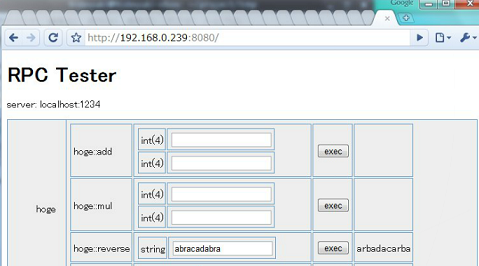 Google
http://192.168.0.239:8080/
RPC Tester
server: localhost:1234
hoge
hoge::add
int(4)
int(4)
exec
hoge::mul
int(4)
int(4)
exec
hoge::reverse
string
abracadabra
exec
arbadacarba